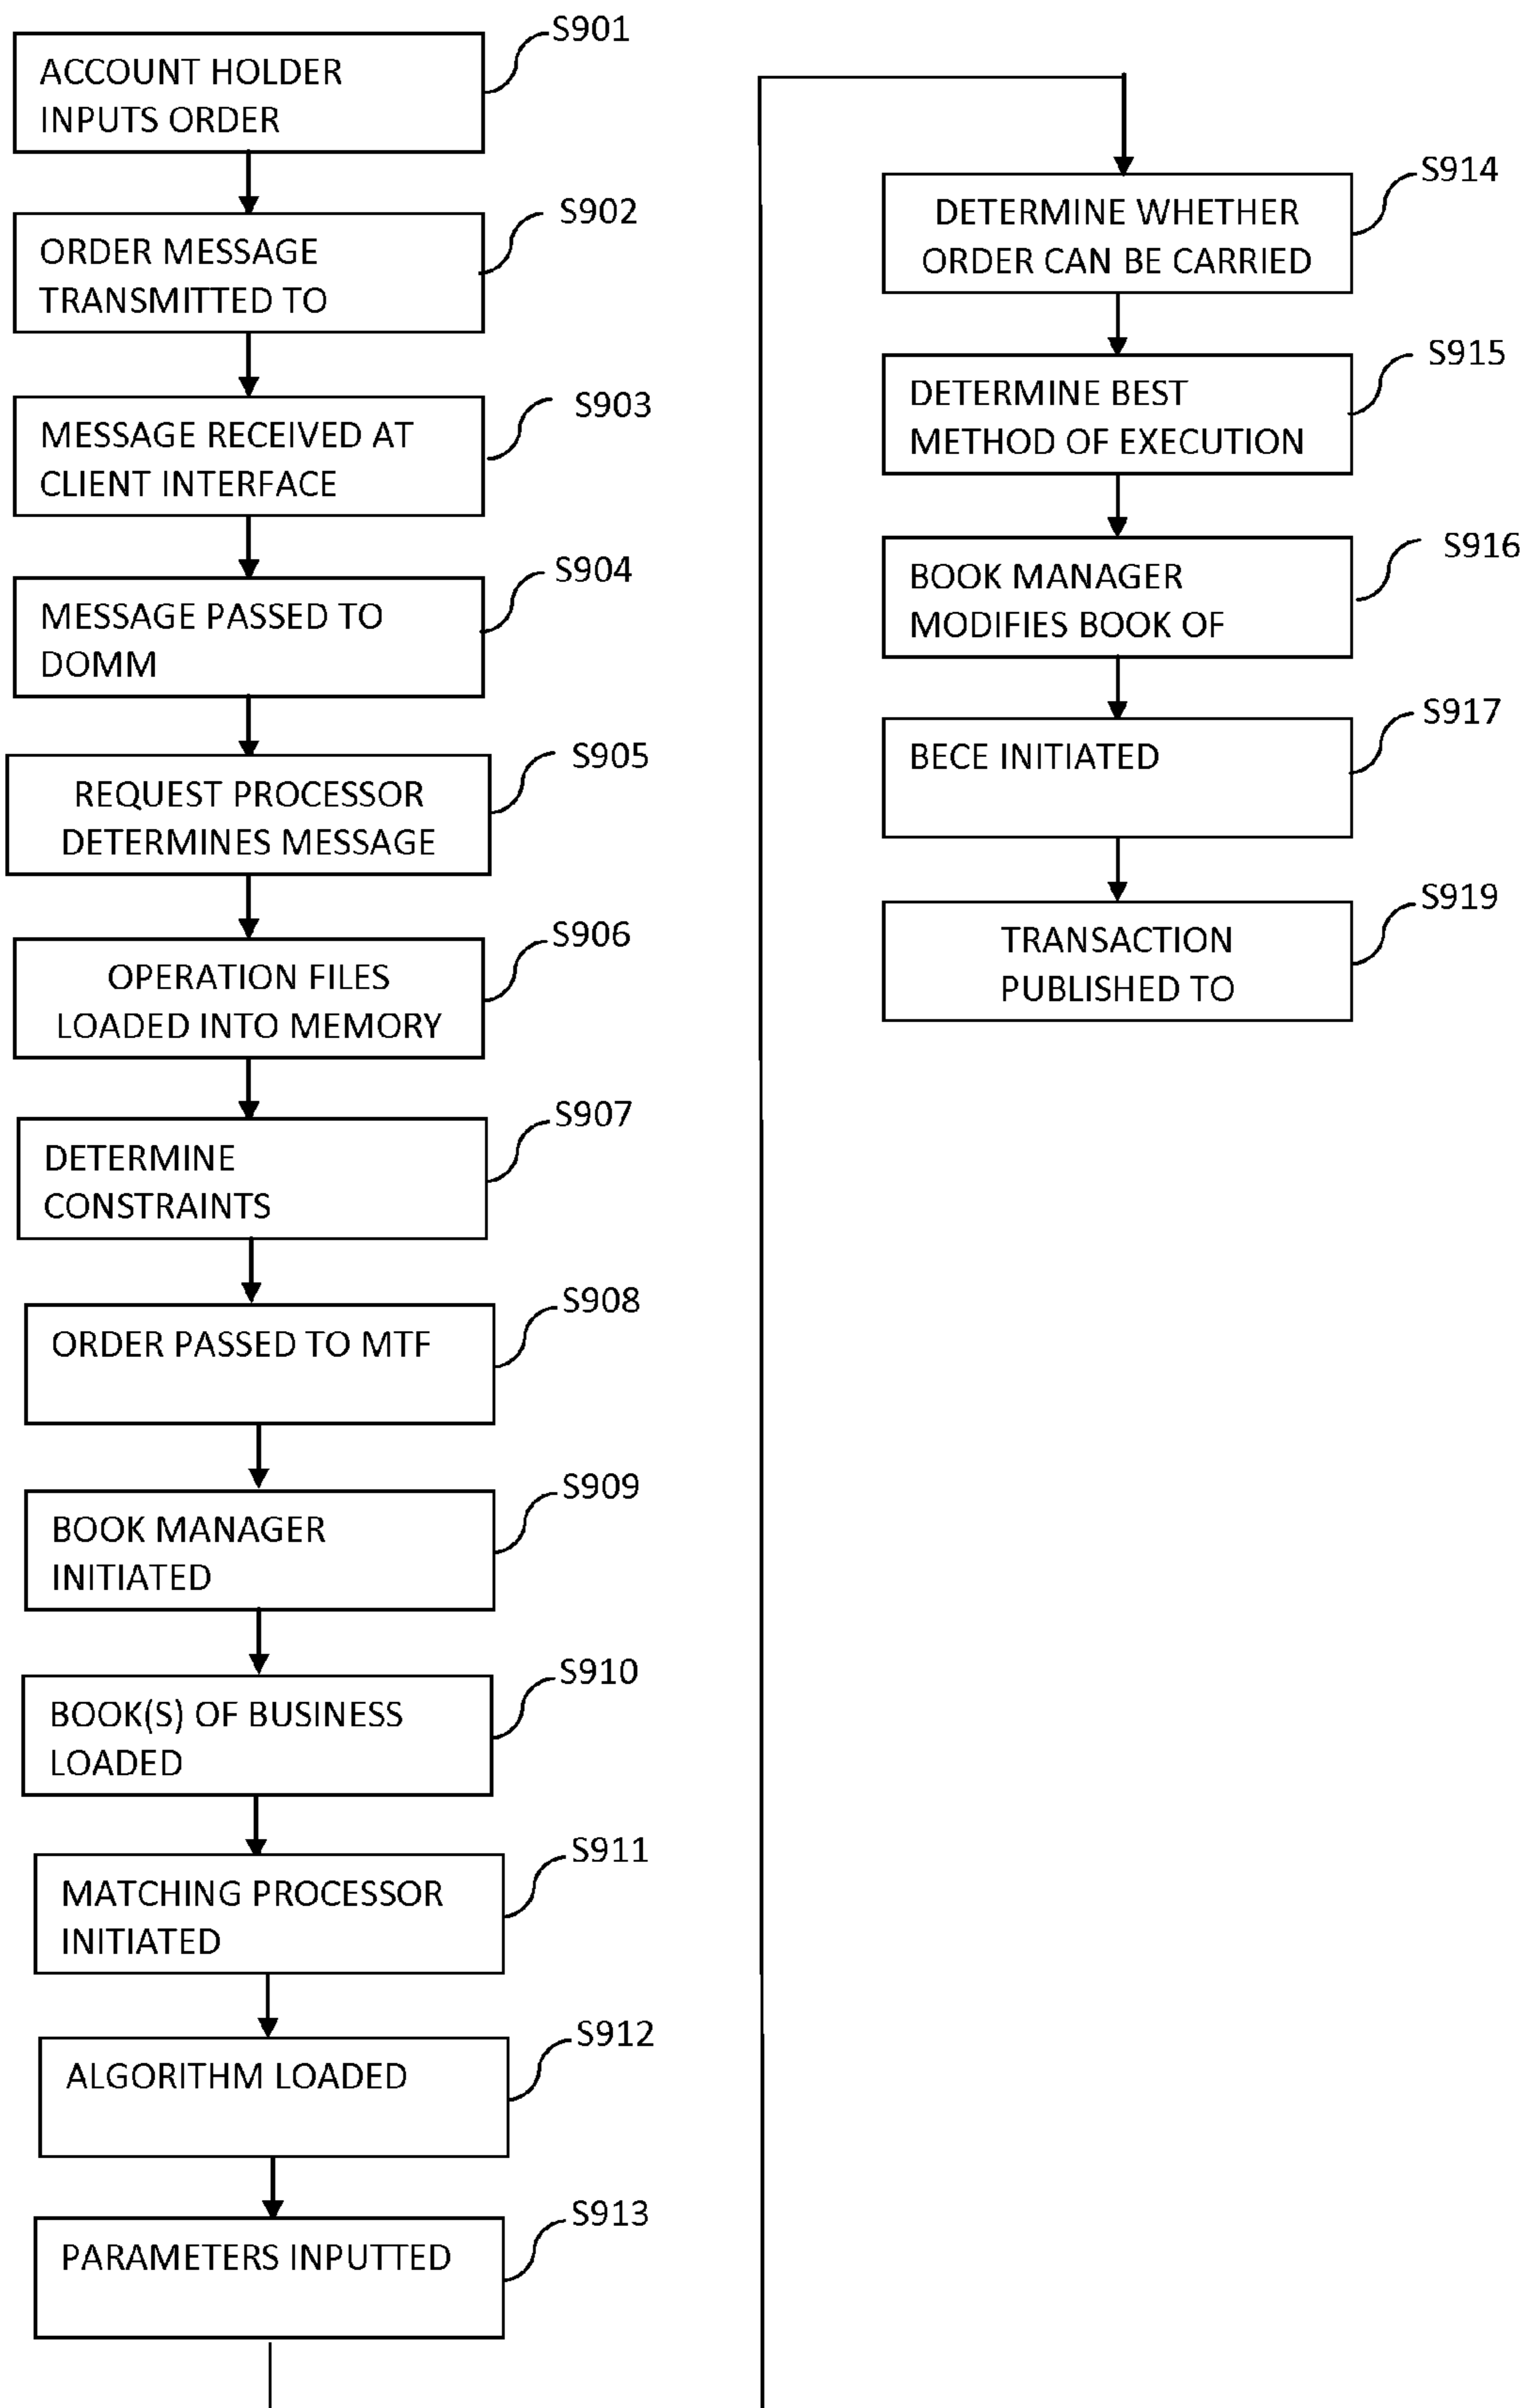 S901
ACCOUNT HOLDER
INPUTS ORDER
S902
ORDER MESSAGE
TRANSMITTED TO
S903
MESSAGE RECEIVED AT
CLIENT INTERFACE
S904
MESSAGE PASSED TO
DOMM
S905
REQUEST PROCESSOR
DETERMINES MESSAGE
S906
OPERATION FILES
LOADED INTO MEMORY
S907
DETERMINE
CONSTRAINTS
S908
ORDER PASSED TO MTF
S909
BOOK MANAGER
INITIATED
S910
BOOK(S) OF BUSINESS
LOADED
S911
MATCHING PROCESSOR
INITIATED
S912
ALGORITHM LOADED
S913
PARAMETERS INPUTTED
S914
DETERMINE WHETHER
ORDER CAN BE CARRIED
S915
DETERMINE BEST
METHOD OF EXECUTION
S916
BOOK MANAGER
MODIFIES BOOK OF
S917
BECE INITIATED
S919
TRANSACTION
PUBLISHED TO